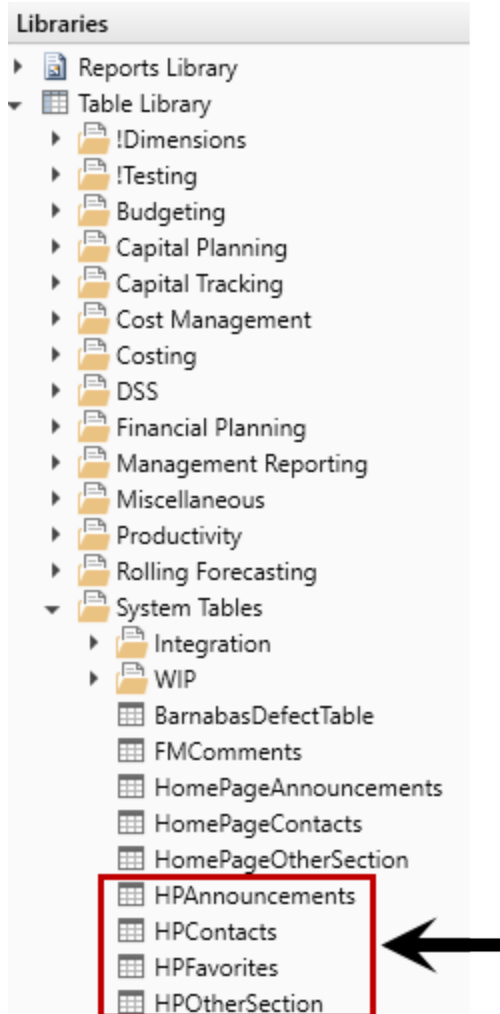 Libraries
Reports Library
Table Library
!Dimensions
!Testing
Budgeting
Capital Planning
Capital Tracking
Cost Management
Costing
DSS
Financial Planning
Management Reporting
Miscellaneous
Productivity
Rolling Forecasting
System Tables
Integration
WIP
BarnabasDefectTable
FMComments
HomePageAnnouncements
HomePageContacts
HomePageOtherSection
HPAnnouncements
HPContacts
HPFavorites
HPOtherSection